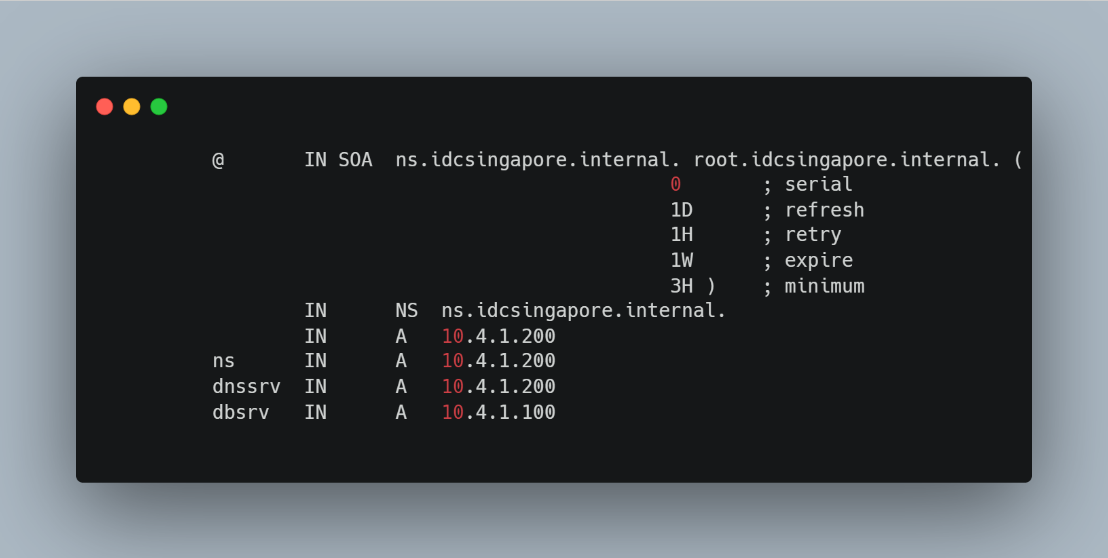 @       IN SOA  ns.idcsingapore.internal. root.idcsingapore.internal. (
                                        0       ; serial
                                        1D      ; refresh
                                        1H      ; retry
                                        1W      ; expire
                                        3H )    ; minimum
        IN      NS  ns.idcsingapore.internal.
        IN      A   10.4.1.200
ns      IN      A   10.4.1.200
dnssrv  IN      A   10.4.1.200
dbsrv   IN      A   10.4.1.100